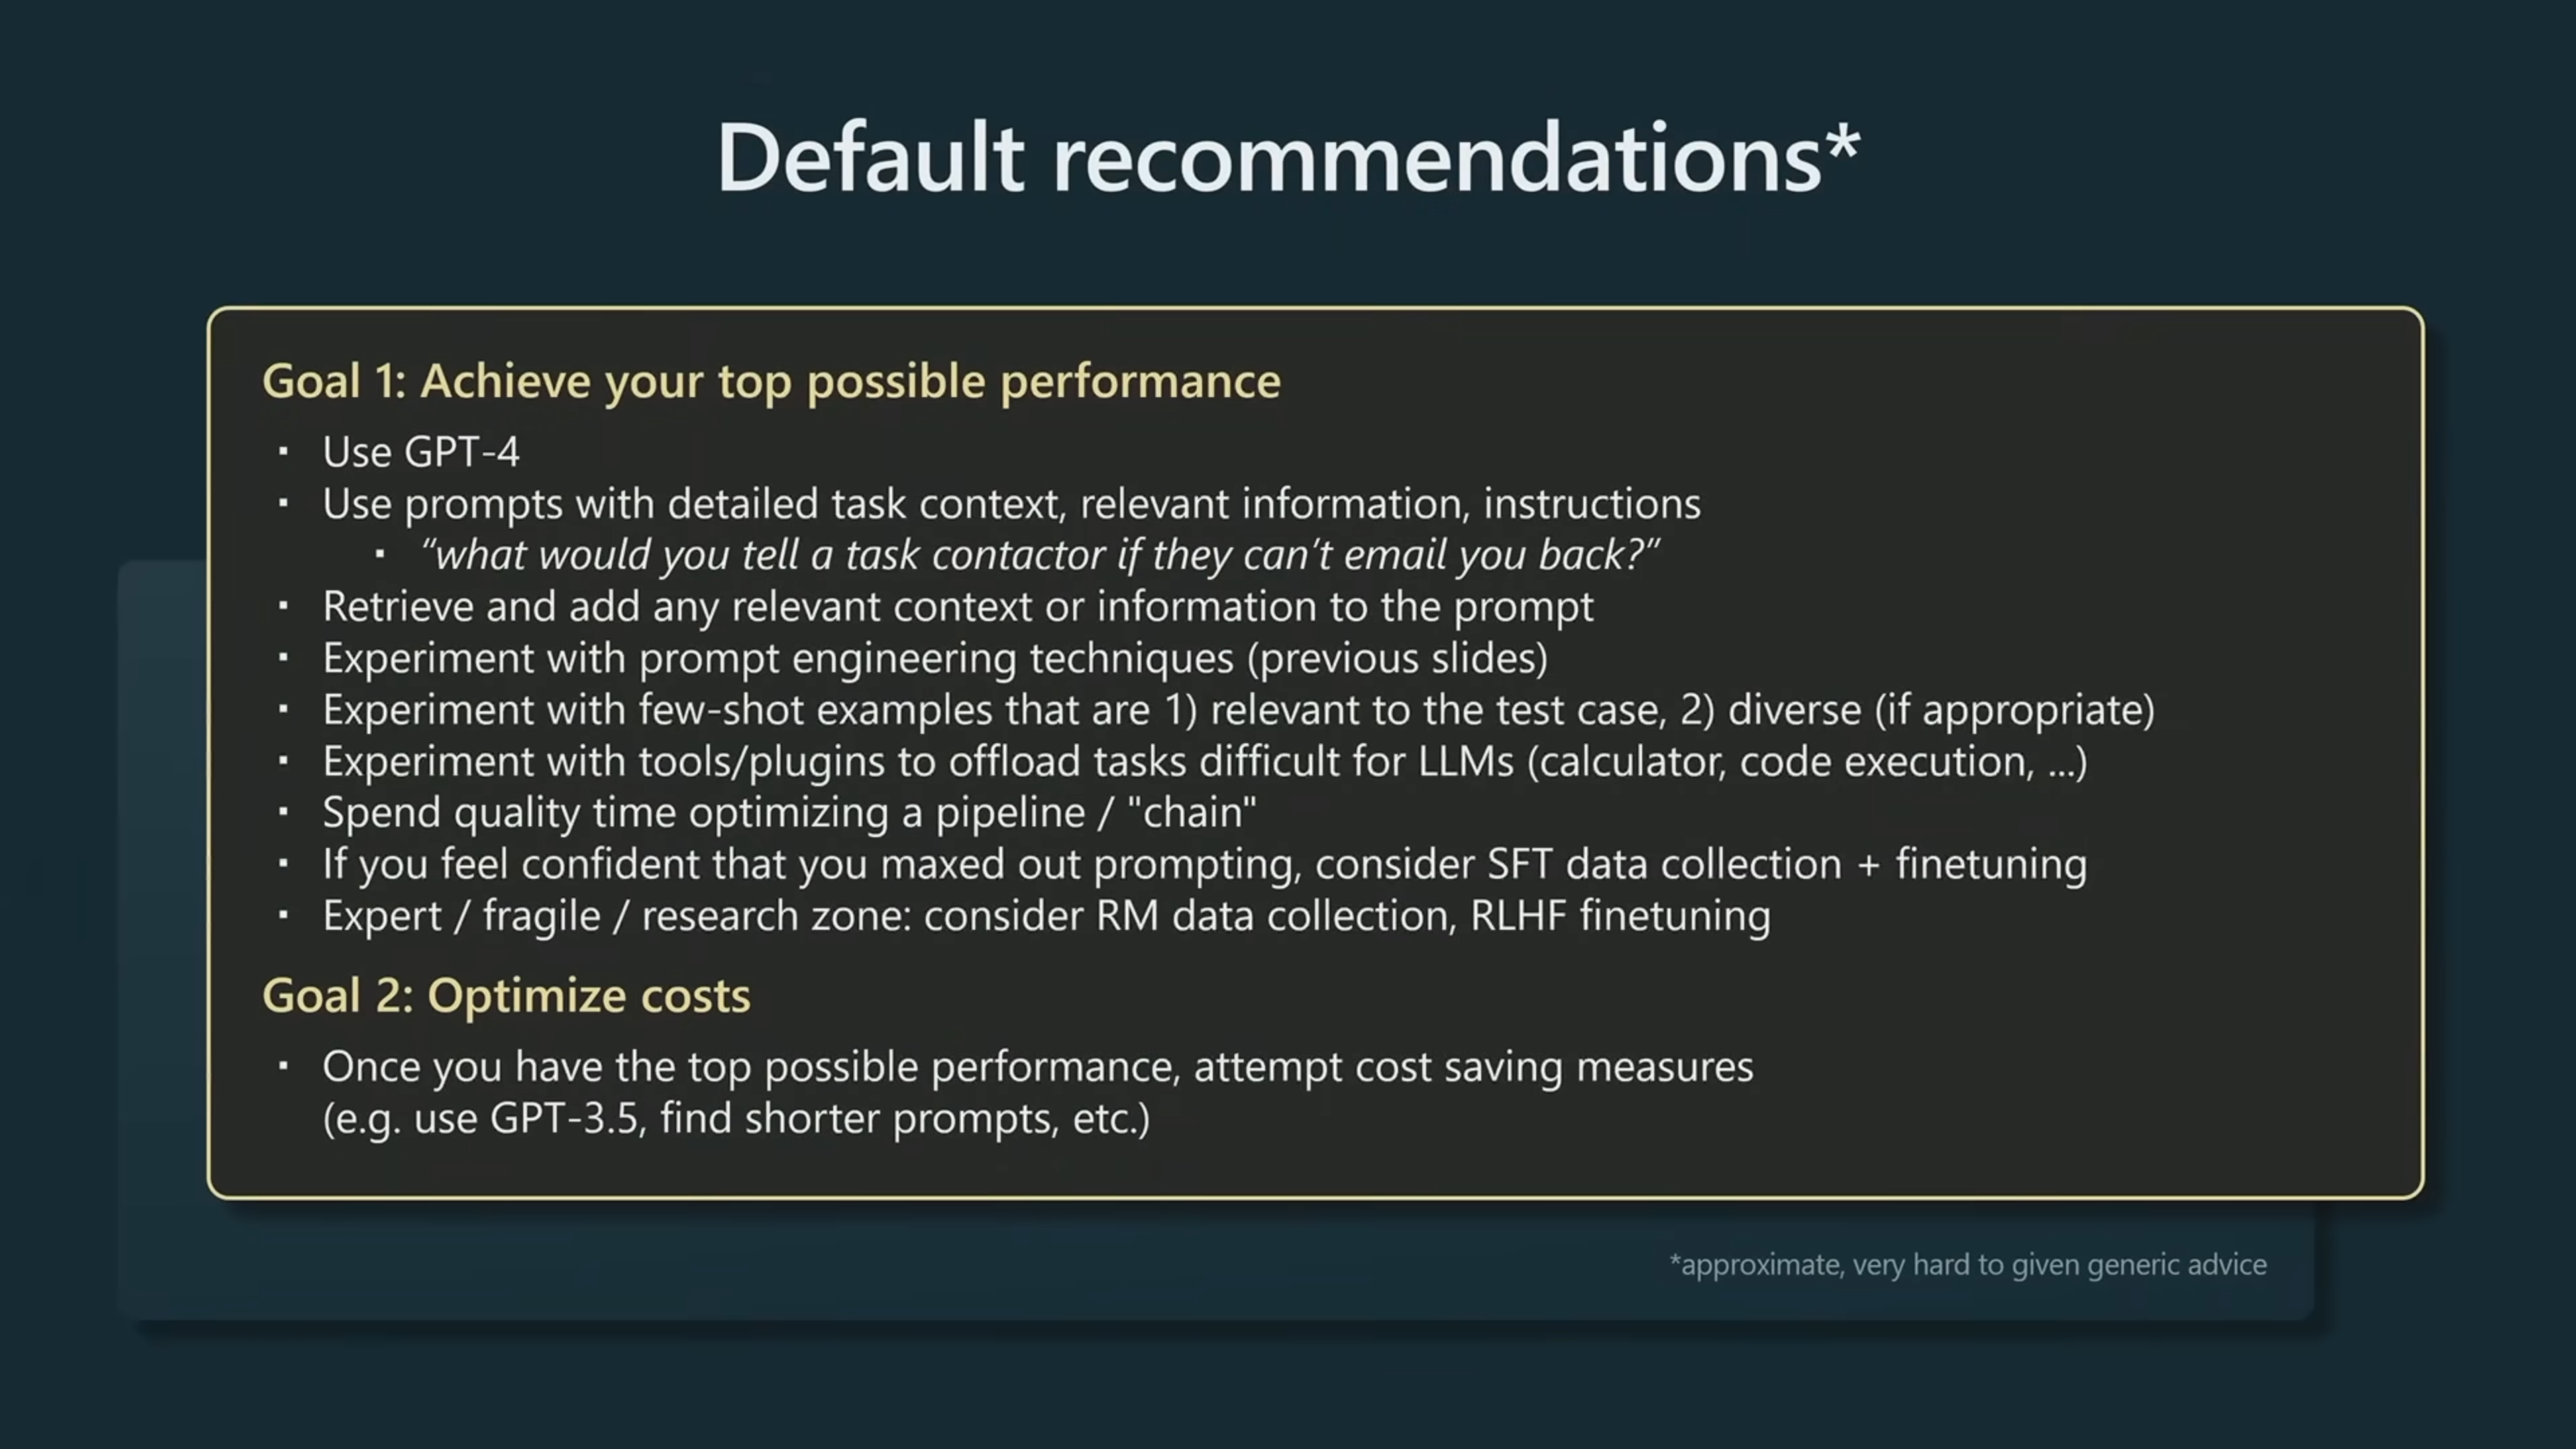 Default recommendations*
Goal 1: Achieve your top possible performance
▪ Use GPT-4
▪ Use prompts with detailed task context, relevant information, instructions
▪ “what would you tell a task contactor if they can’t email you back?”
▪ Retrieve and add any relevant context or information to the prompt
▪ Experiment with prompt engineering techniques (previous slides)
▪ Experiment with few-shot examples that are 1) relevant to the test case, 2) diverse (if appropriate)
▪ Experiment with tools/plugins to offload tasks difficult for LLMs (calculator, code execution, ...)
▪ Spend quality time optimizing a pipeline / "chain"
▪ If you feel confident that you maxed out prompting, consider SFT data collection + finetuning
▪ Expert / fragile / research zone: consider RM data collection, RLHF finetuning
Goal 2: Optimize costs
▪ Once you have the top possible performance, attempt cost saving measures
(e.g. use GPT-3.5, find shorter prompts, etc.)
*approximate, very hard to given generic advice